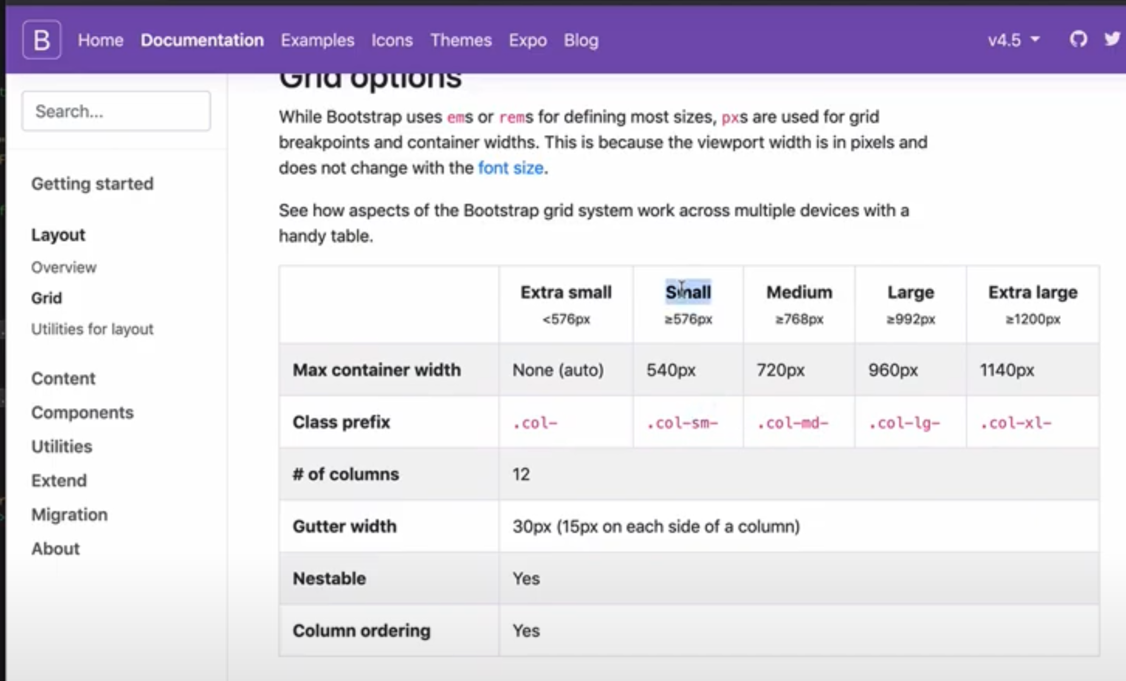 B Home Documentation Examples Icons Themes Expo Blog v4.5
Search...
Getting started
Layout
Overview
Grid
Utilities for layout
Content
Components
Utilities
Extend
Migration
About
Grid options
While Bootstrap uses ems or rems for defining most sizes, pxs are used for grid
breakpoints and container widths. This is because the viewport width is in pixels and
does not change with the font size.
See how aspects of the Bootstrap grid system work across multiple devices with a
handy table.
Extra small Small Medium Large Extra large
<576px ≥576px ≥768px ≥992px ≥1200px
Max container width None (auto) 540px 720px 960px 1140px
Class prefix .col- .col-sm- .col-md- .col-lg- .col-xl-
# of columns 12
Gutter width 30px (15px on each side of a column)
Nestable Yes
Column ordering Yes